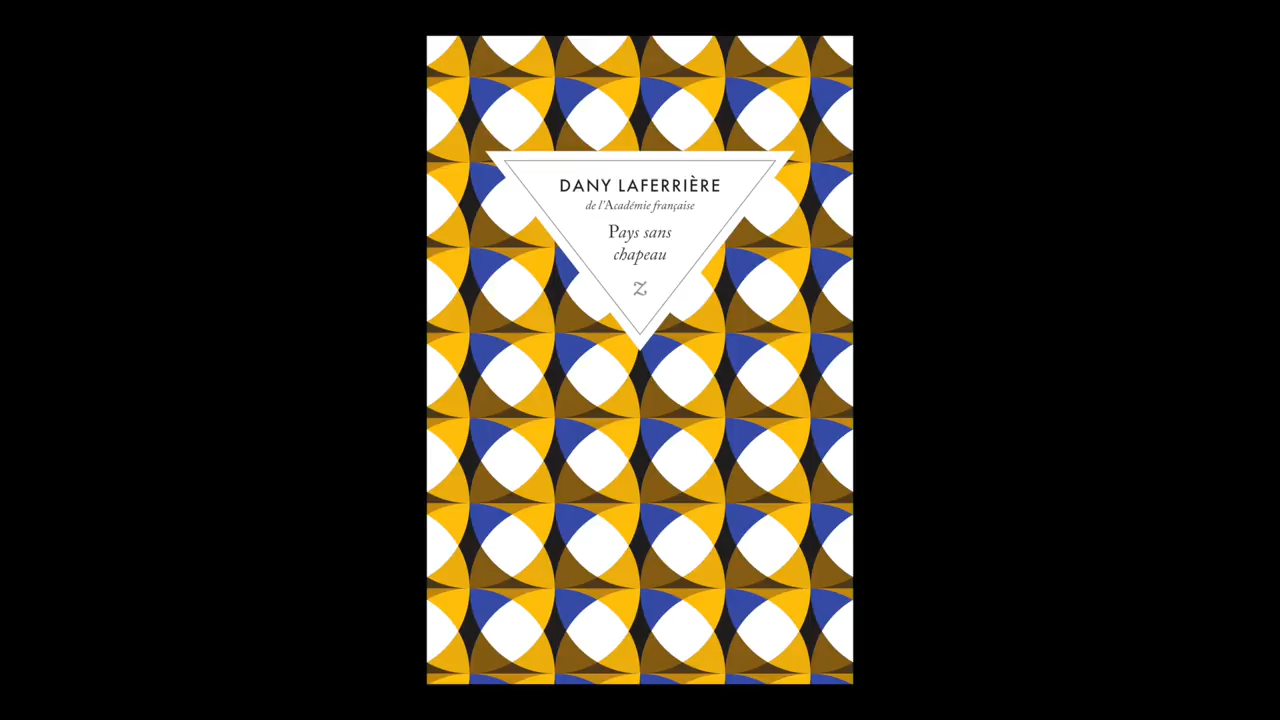 DANY LAFERRIÈRE
de l'Académie française
Pays sans
chapeau
Z